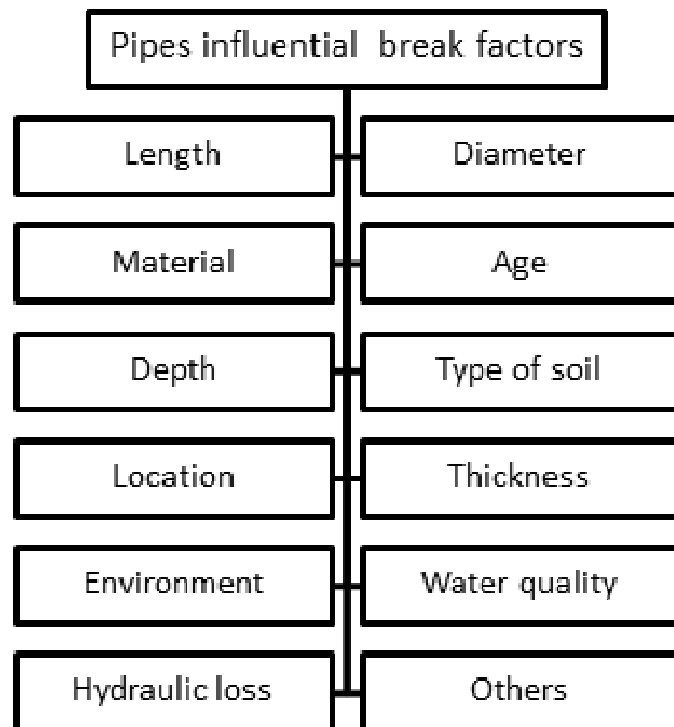 Pipes influential break factors
Length
Diameter
Material
Age
Depth
Type of soil
Location
Thickness
Environment
Water quality
Hydraulic loss
Others